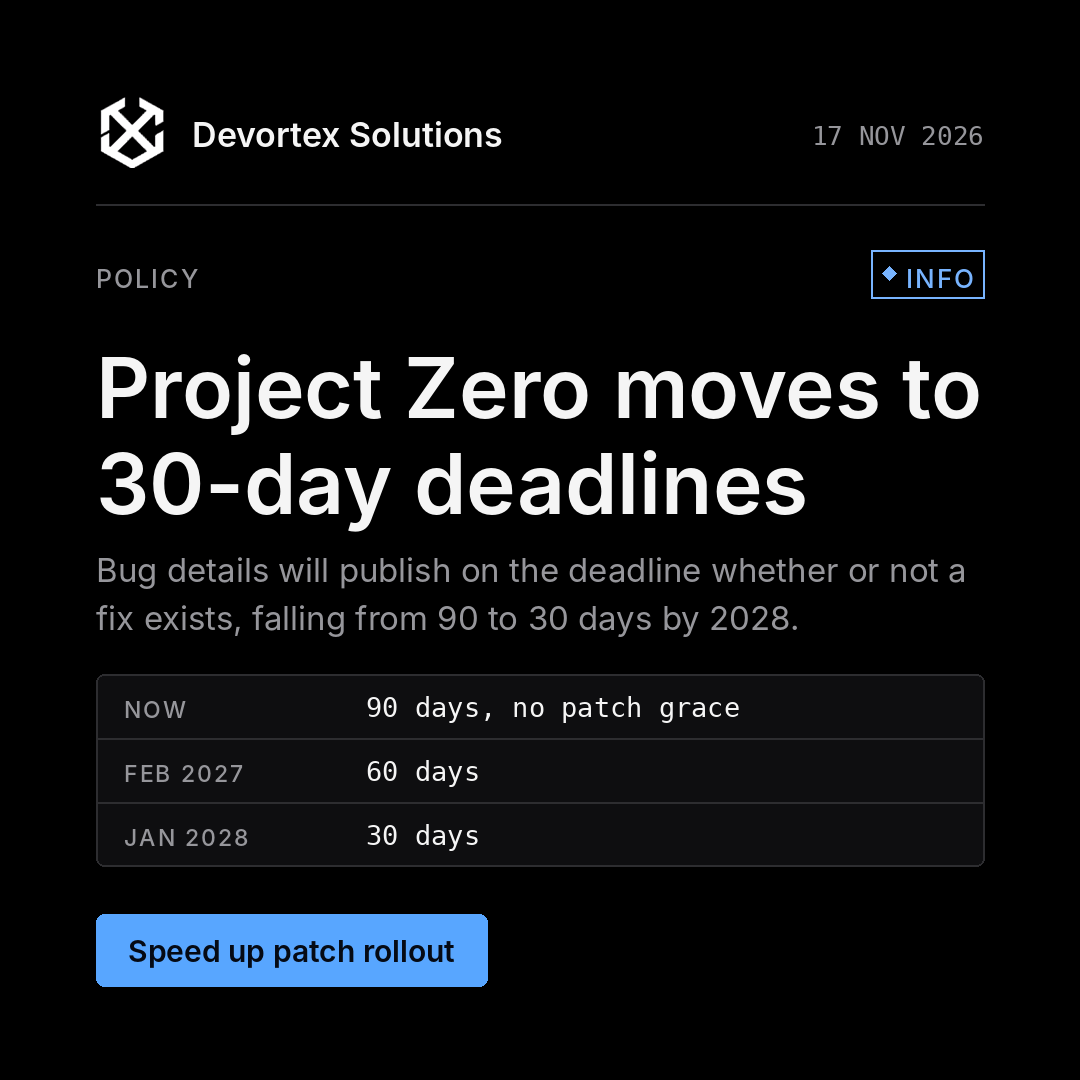 Devortex Solutions
17 NOV 2026
POLICY
INFO
Project Zero moves to
30-day deadlines
Bug details will publish on the deadline whether or not a
fix exists, falling from 90 to 30 days by 2028.
NOW 90 days, no patch grace
FEB 2027 60 days
JAN 2028 30 days
Speed up patch rollout